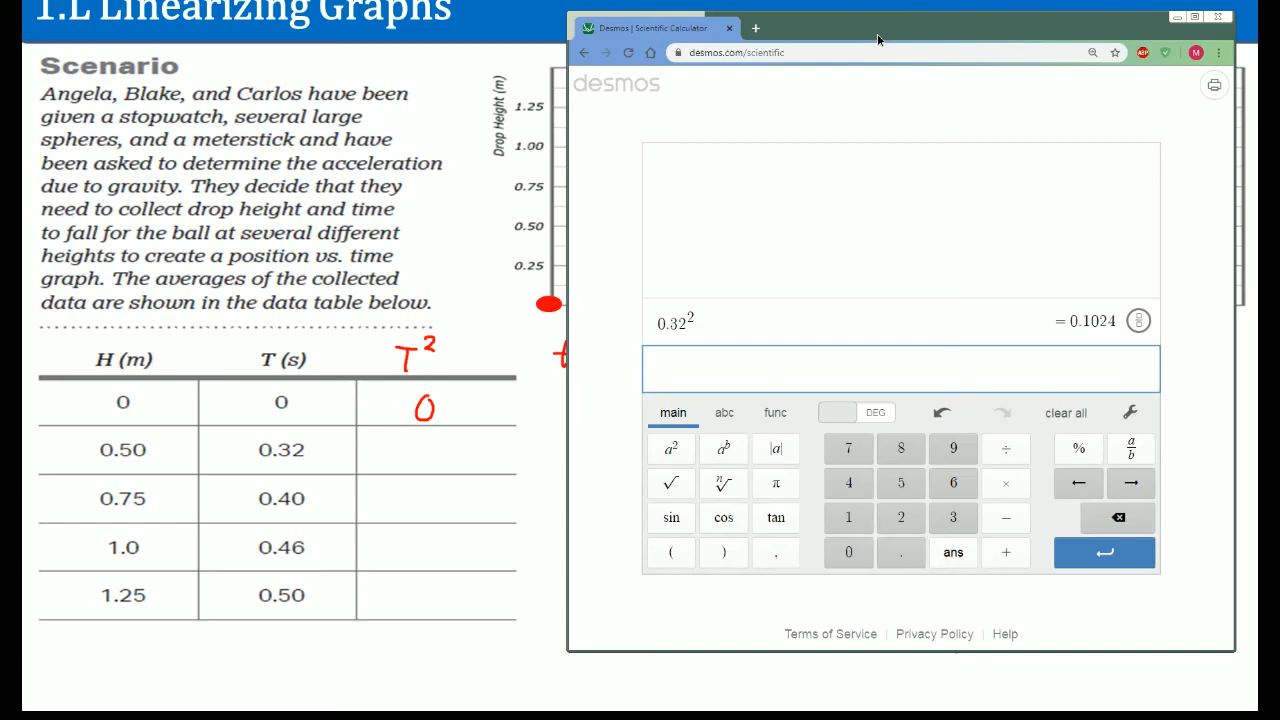 1.L Linearizing Graphs
Scenario
Angela, Blake, and Carlos have been
given a stopwatch, several large
spheres, and a meterstick and have
been asked to determine the acceleration
due to gravity. They decide that they
need to collect drop height and time
to fall for the ball at several different
heights to create a position vs. time
graph. The averages of the collected
data are shown in the data table below.
H (m) T (s) T²
0 0 0
0.50 0.32
0.75 0.40
1.0 0.46
1.25 0.50
Drop Height (m)
1.25
1.00
0.75
0.50
0.25
t
Desmos | Scientific Calculator
desmos.com/scientific
ABP
M
desmos
0.32² = 0.1024
main abc func DEG clear all
a² aᵇ |a| 7 8 9 ÷ % a/b
√ ⁿ√ π 4 5 6 × ← →
sin cos tan 1 2 3 −
( ) , 0 . ans +
Terms of Service | Privacy Policy | Help